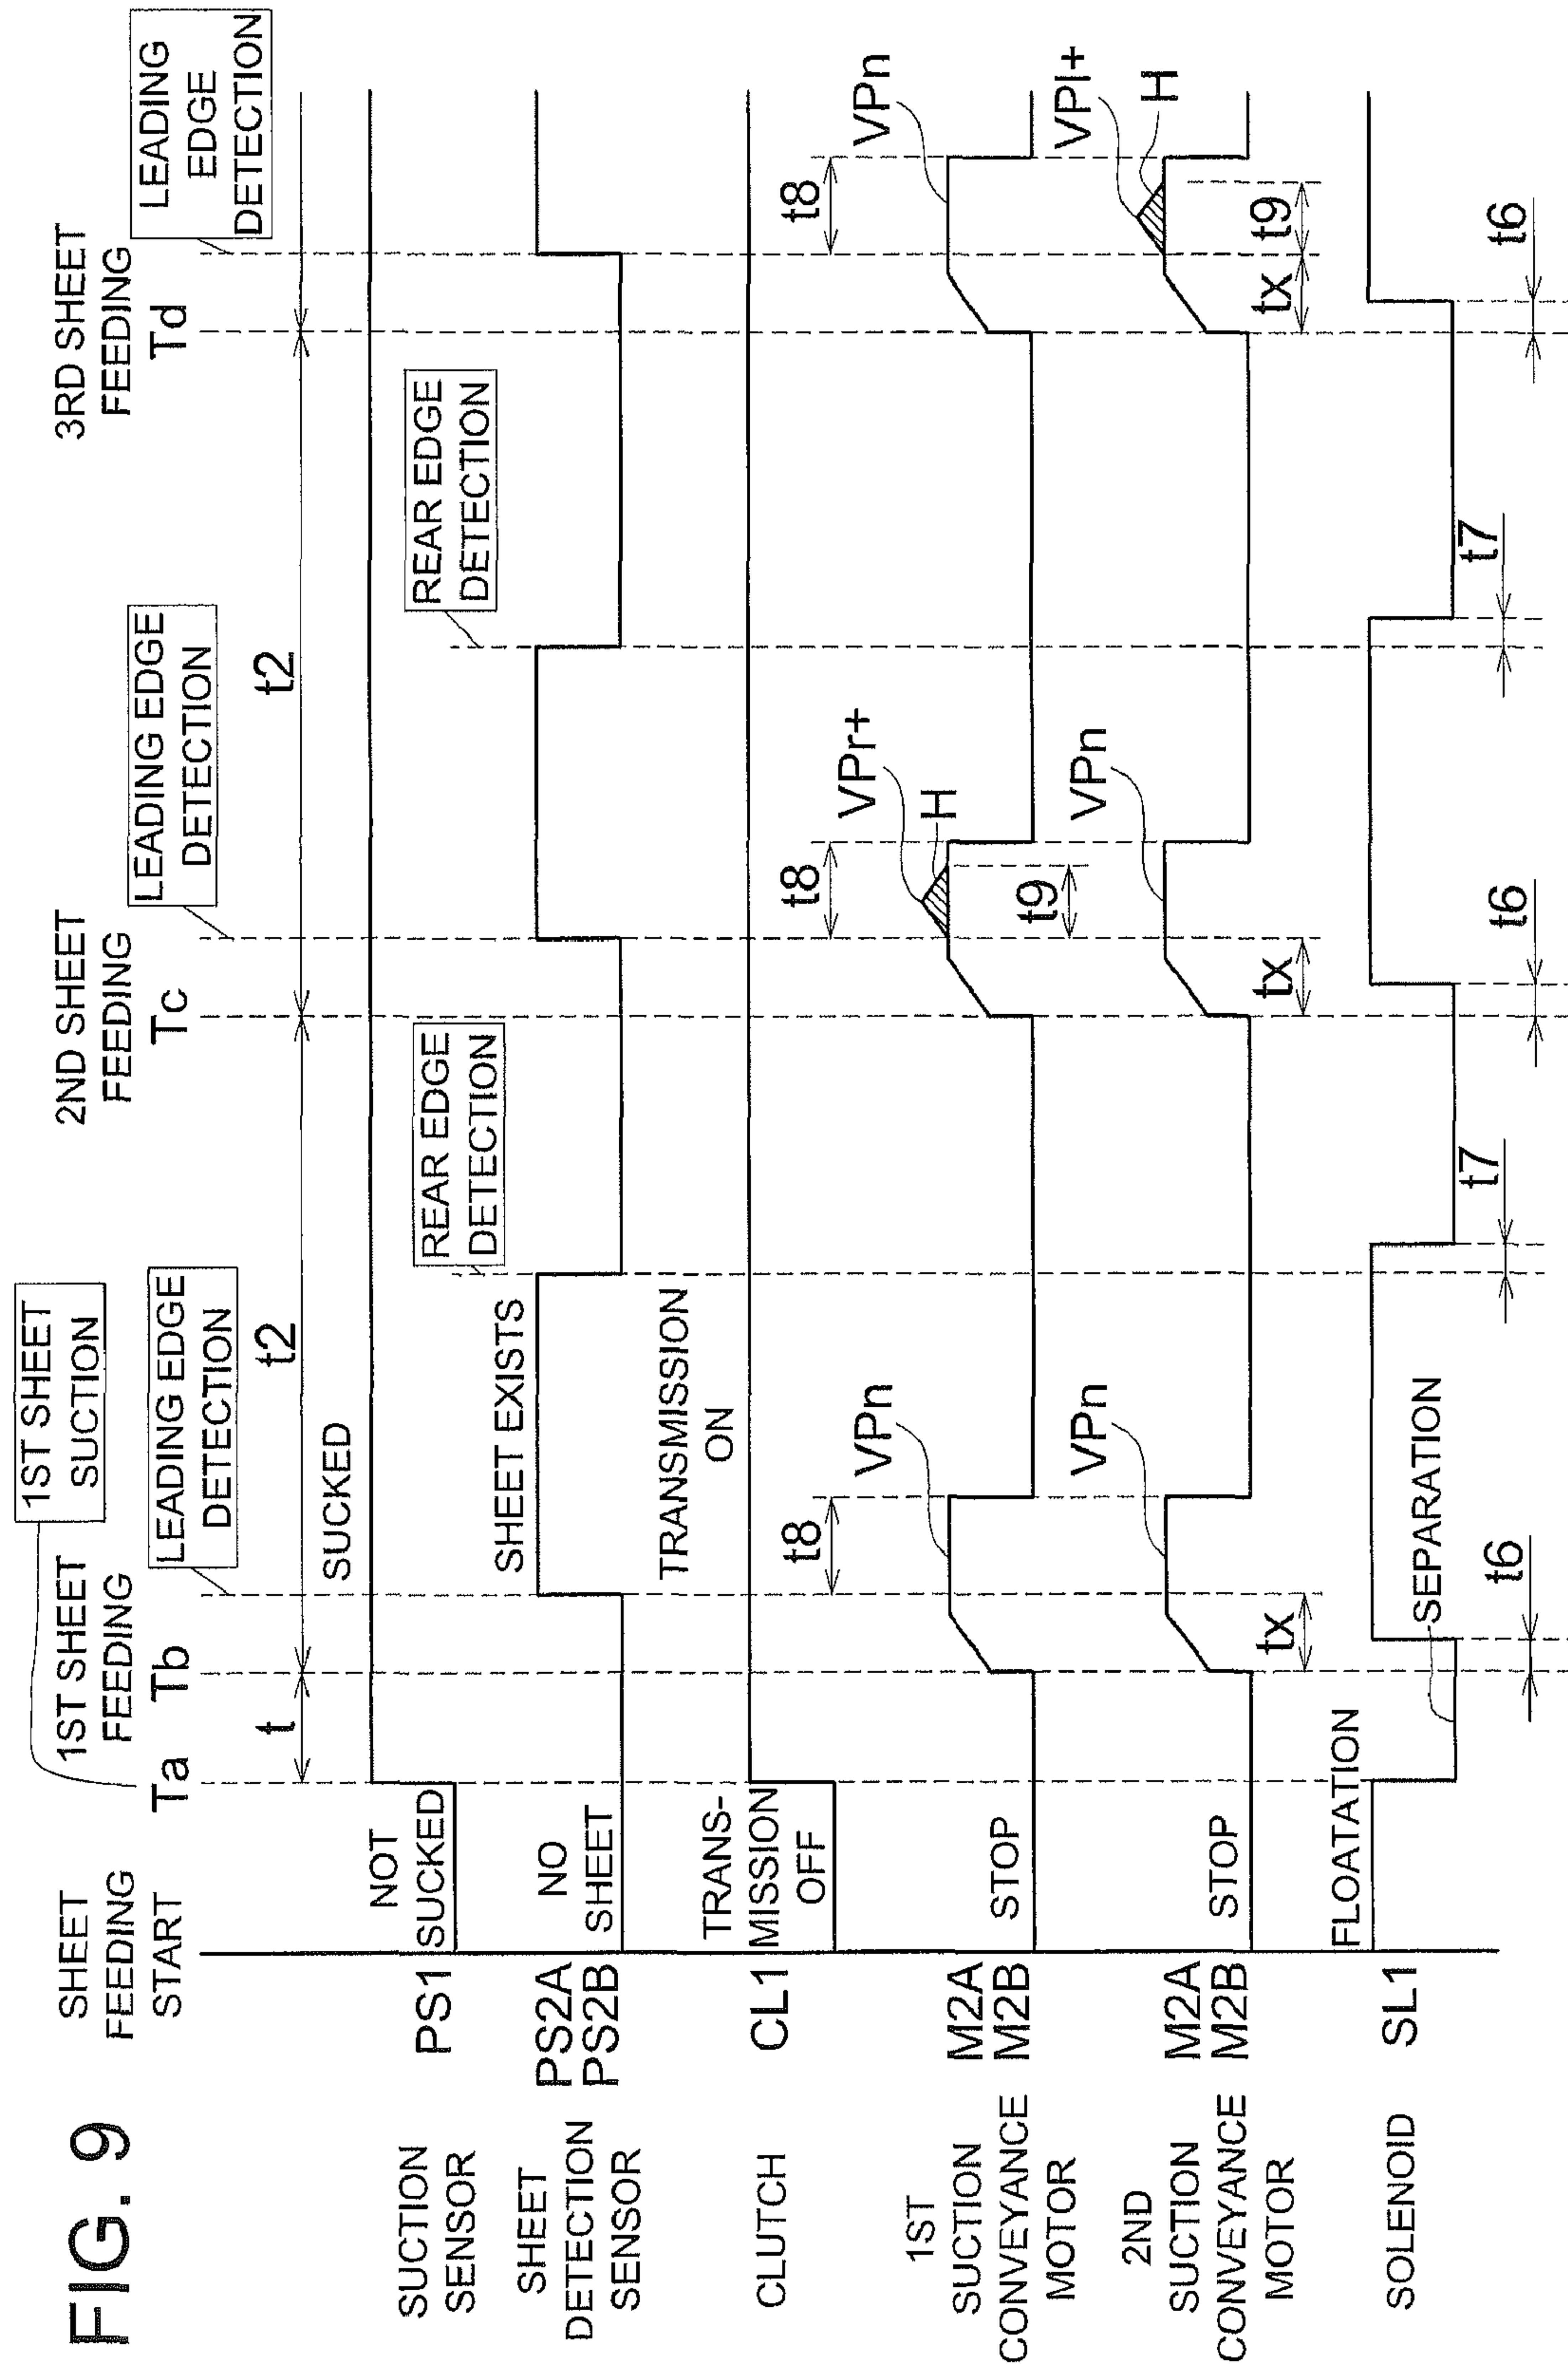 FIG. 9
SHEET
FEEDING
START
1ST SHEET
SUCTION
1ST SHEET
FEEDING
Ta
Tb
2ND SHEET
FEEDING
Tc
3RD SHEET
FEEDING
Td
LEADING EDGE
DETECTION
LEADING EDGE
DETECTION
LEADING
EDGE
DETECTION
t
t2
t2
SUCTION
SENSOR
PS1
NOT
SUCKED
SUCKED
REAR EDGE
DETECTION
REAR EDGE
DETECTION
SHEET
DETECTION
SENSOR
PS2A
PS2B
NO
SHEET
SHEET EXISTS
CLUTCH
CL1
TRANS-
MISSION
OFF
TRANSMISSION
ON
1ST
SUCTION
CONVEYANCE
MOTOR
M2A
M2B
STOP
t8
VPn
t8
VPr+
H
t9
t8
VPn
2ND
SUCTION
CONVEYANCE
MOTOR
M2A
M2B
STOP
VPn
tx
VPn
tx
VPl+
H
tx
t9
SOLENOID
SL1
FLOATATION
SEPARATION
t6
t7
t6
t7
t6